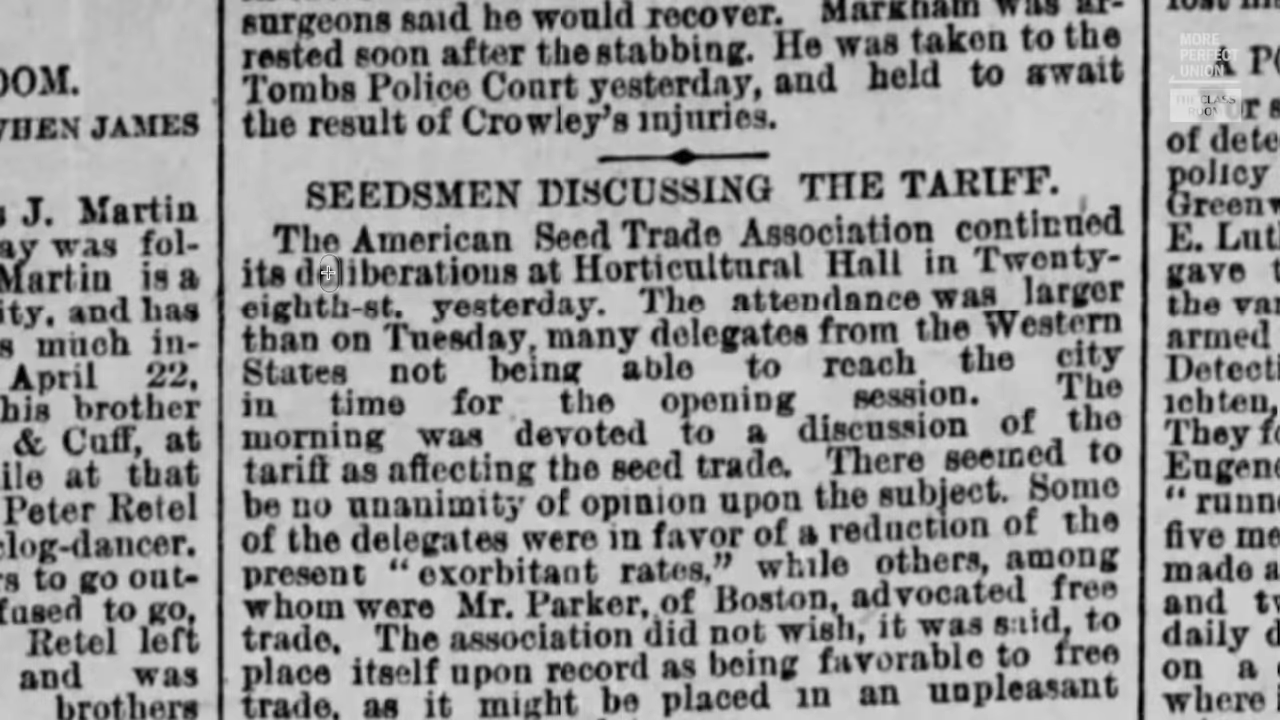 OOM.
WHEN JAMES
s J. Martin
ay was fol-
Martin is a
ity, and has
s much in-
April 22,
his brother
& Cuff, at
ile at that
Peter Retel
clog-dancer.
rs to go out-
fused to go,
Retel left
and was
brothers
surgeons said he would recover. Markham was ar-
rested soon after the stabbing. He was taken to the
Tombs Police Court yesterday, and held to await
the result of Crowley's injuries.
SEEDSMEN DISCUSSING THE TARIFF.
The American Seed Trade Association continued
its deliberations at Horticultural Hall in Twenty-
eighth-st. yesterday. The attendance was larger
than on Tuesday, many delegates from the Western
States not being able to reach the city
in time for the opening session. The
morning was devoted to a discussion of the
tariff as affecting the seed trade. There seemed to
be no unanimity of opinion upon the subject. Some
of the delegates were in favor of a reduction of the
present "exorbitant rates," while others, among
whom were Mr. Parker, of Boston, advocated free
trade. The association did not wish, it was said, to
place itself upon record as being favorable to free
trade, as it might be placed in an unpleasant
of dete
policy
Greenw
E. Lut
gave t
the va
armed
Detecti
ichten,
They fo
Eugen
"runn
five me
made a
and tw
daily d
on a
where
MORE
PERFECT
UNION
THE CLASS
ROOM